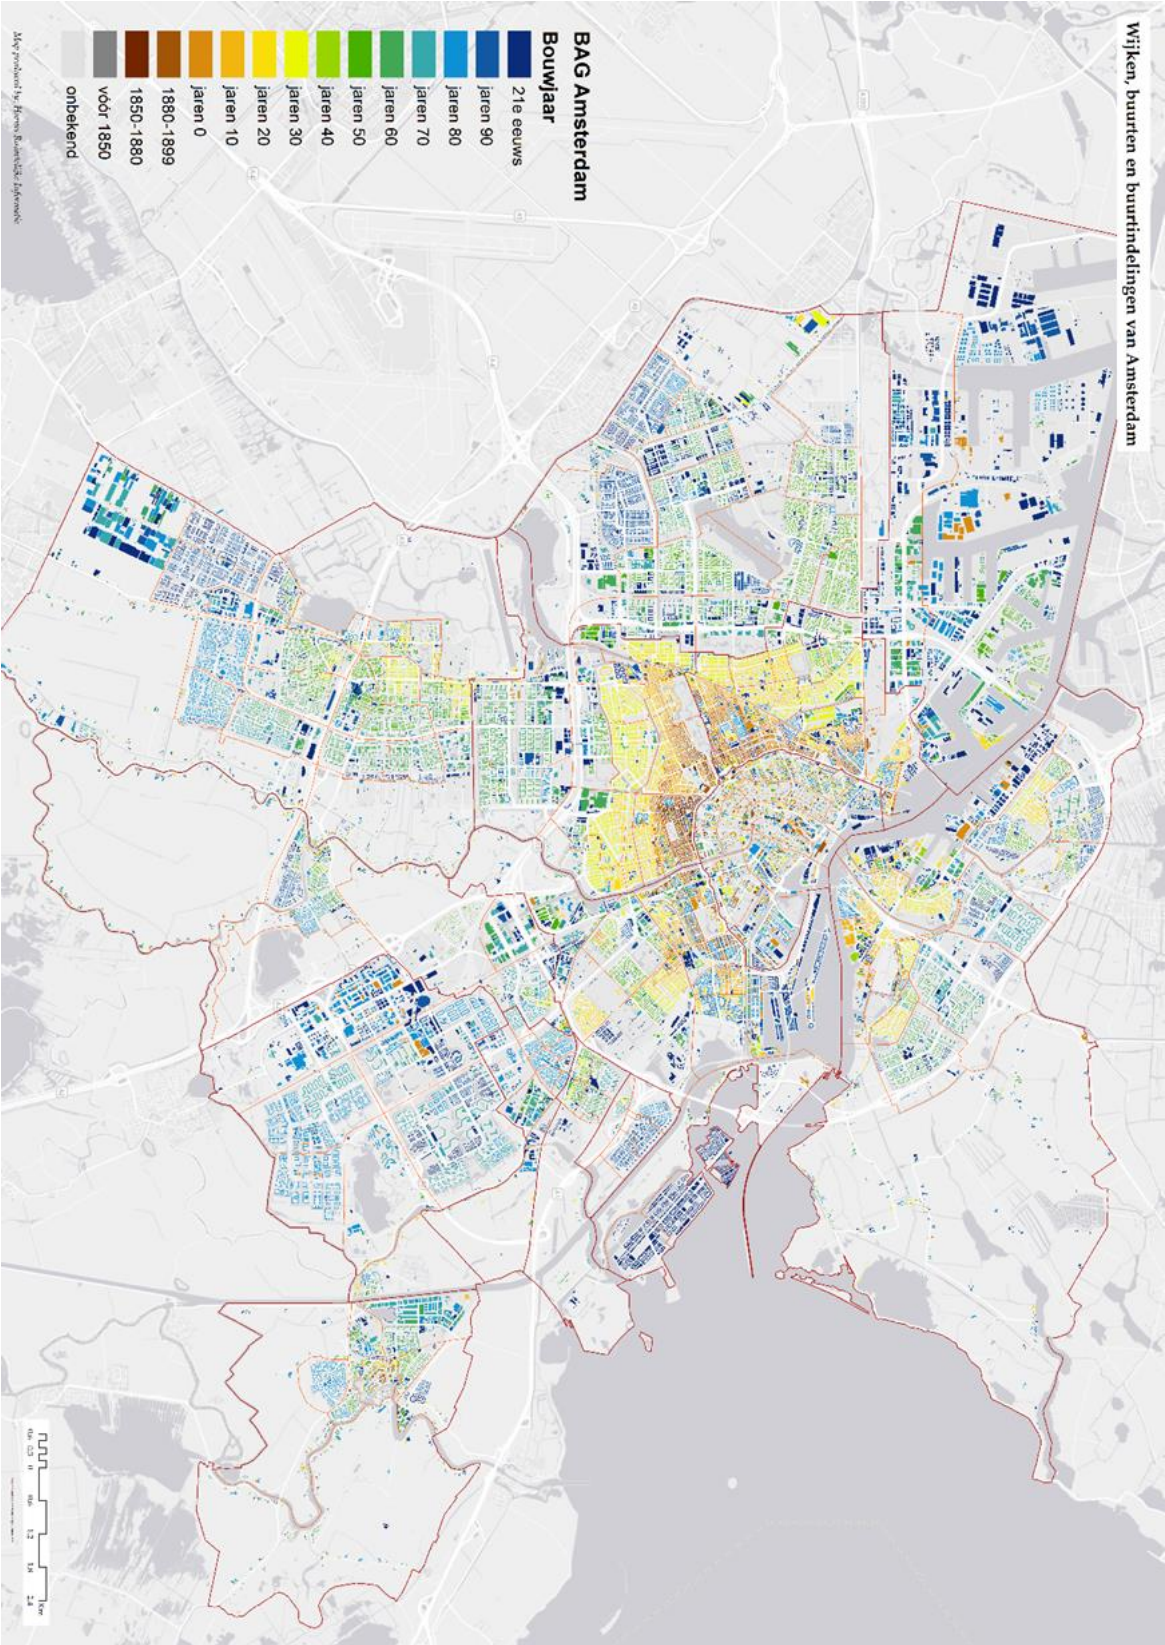 Wijken, buurten en buurtindelingen van Amsterdam
BAG Amsterdam
Bouwjaar
21e eeuws
jaren 90
jaren 80
jaren 70
jaren 60
jaren 50
jaren 40
jaren 30
jaren 20
jaren 10
jaren 0
1880-1899
1850-1880
vóór 1850
onbekend